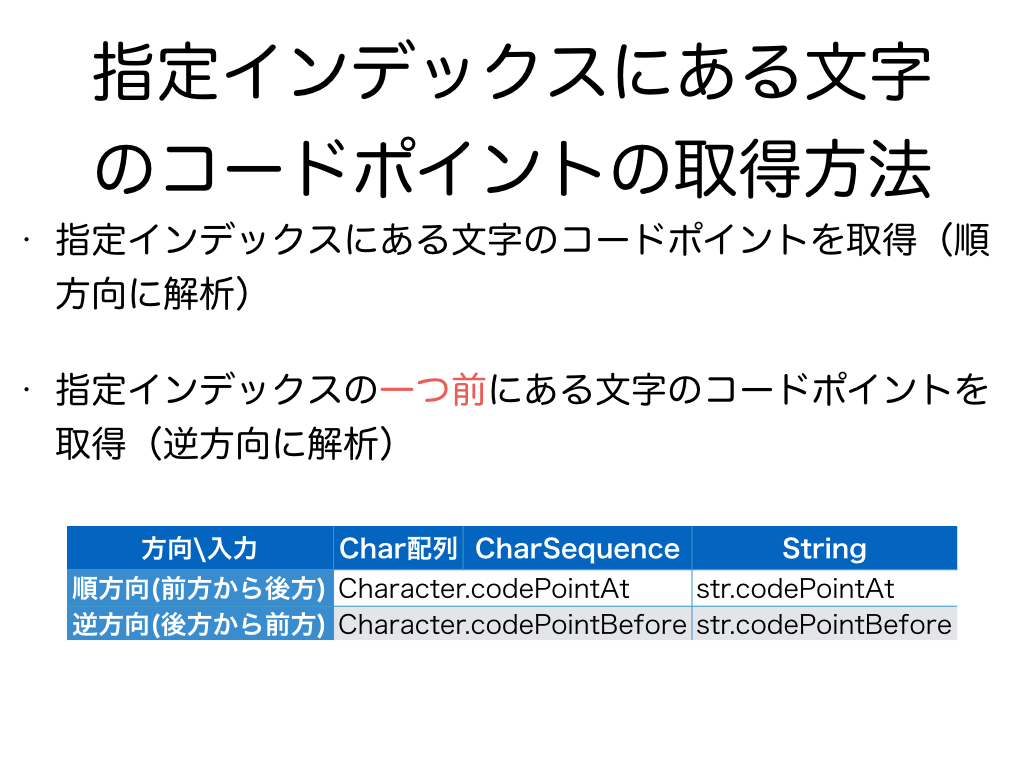 指定インデックスにある文字
のコードポイントの取得方法
・ 指定インデックスにある文字のコードポイントを取得（順
方向に解析）
・ 指定インデックスの一つ前にある文字のコードポイントを
取得（逆方向に解析）
方向\入力 Char配列 CharSequence String
順方向(前方から後方) Character.codePointAt str.codePointAt
逆方向(後方から前方) Character.codePointBefore str.codePointBefore